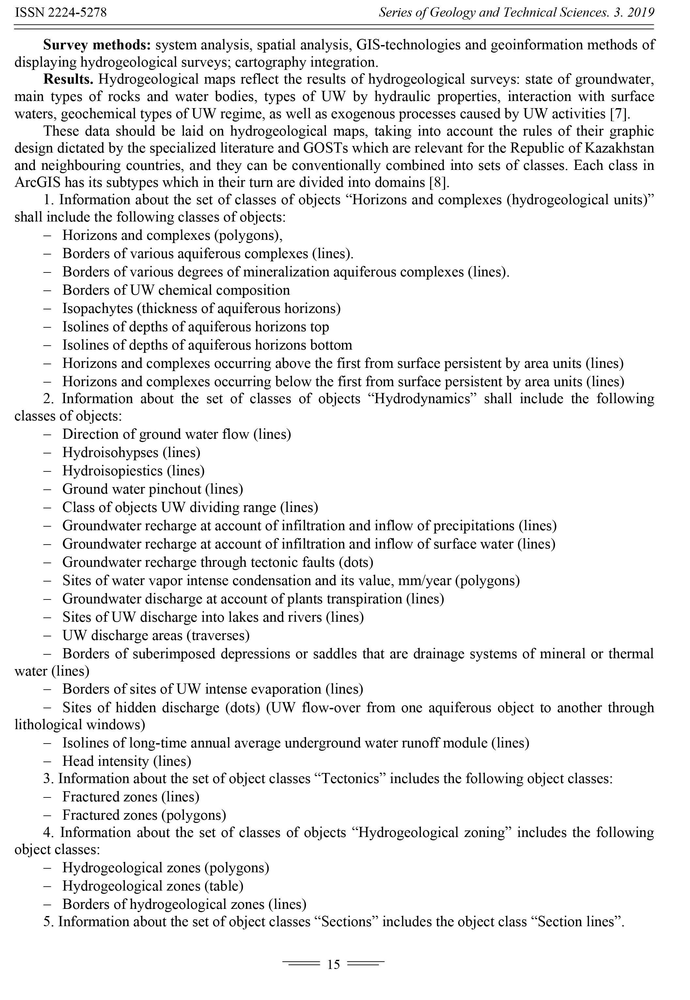 ISSN 2224-5278
Series of Geology and Technical Sciences. 3. 2019
Survey methods: system analysis, spatial analysis, GIS-technologies and geoinformation methods of
displaying hydrogeological surveys; cartography integration.
Results. Hydrogeological maps reflect the results of hydrogeological surveys: state of groundwater,
main types of rocks and water bodies, types of UW by hydraulic properties, interaction with surface
waters, geochemical types of UW regime, as well as exogenous processes caused by UW activities [7].
These data should be laid on hydrogeological maps, taking into account the rules of their graphic
design dictated by the specialized literature and GOSTs which are relevant for the Republic of Kazakhstan
and neighbouring countries, and they can be conventionally combined into sets of classes. Each class in
ArcGIS has its subtypes which in their turn are divided into domains [8].
1. Information about the set of classes of objects “Horizons and complexes (hydrogeological units)”
shall include the following classes of objects:
– Horizons and complexes (polygons),
– Borders of various aquiferous complexes (lines).
– Borders of various degrees of mineralization aquiferous complexes (lines).
– Borders of UW chemical composition
– Isopachytes (thickness of aquiferous horizons)
– Isolines of depths of aquiferous horizons top
– Isolines of depths of aquiferous horizons bottom
– Horizons and complexes occurring above the first from surface persistent by area units (lines)
– Horizons and complexes occurring below the first from surface persistent by area units (lines)
2. Information about the set of classes of objects “Hydrodynamics” shall include the following
classes of objects:
– Direction of ground water flow (lines)
– Hydroisohypses (lines)
– Hydroisopiestics (lines)
– Ground water pinchout (lines)
– Class of objects UW dividing range (lines)
– Groundwater recharge at account of infiltration and inflow of precipitations (lines)
– Groundwater recharge at account of infiltration and inflow of surface water (lines)
– Groundwater recharge through tectonic faults (dots)
– Sites of water vapor intense condensation and its value, mm/year (polygons)
– Groundwater discharge at account of plants transpiration (lines)
– Sites of UW discharge into lakes and rivers (lines)
– UW discharge areas (traverses)
– Borders of suberimposed depressions or saddles that are drainage systems of mineral or thermal
water (lines)
– Borders of sites of UW intense evaporation (lines)
– Sites of hidden discharge (dots) (UW flow-over from one aquiferous object to another through
lithological windows)
– Isolines of long-time annual average underground water runoff module (lines)
– Head intensity (lines)
3. Information about the set of object classes “Tectonics” includes the following object classes:
– Fractured zones (lines)
– Fractured zones (polygons)
4. Information about the set of classes of objects “Hydrogeological zoning” includes the following
object classes:
– Hydrogeological zones (polygons)
– Hydrogeological zones (table)
– Borders of hydrogeological zones (lines)
5. Information about the set of object classes “Sections” includes the object class “Section lines”.
15